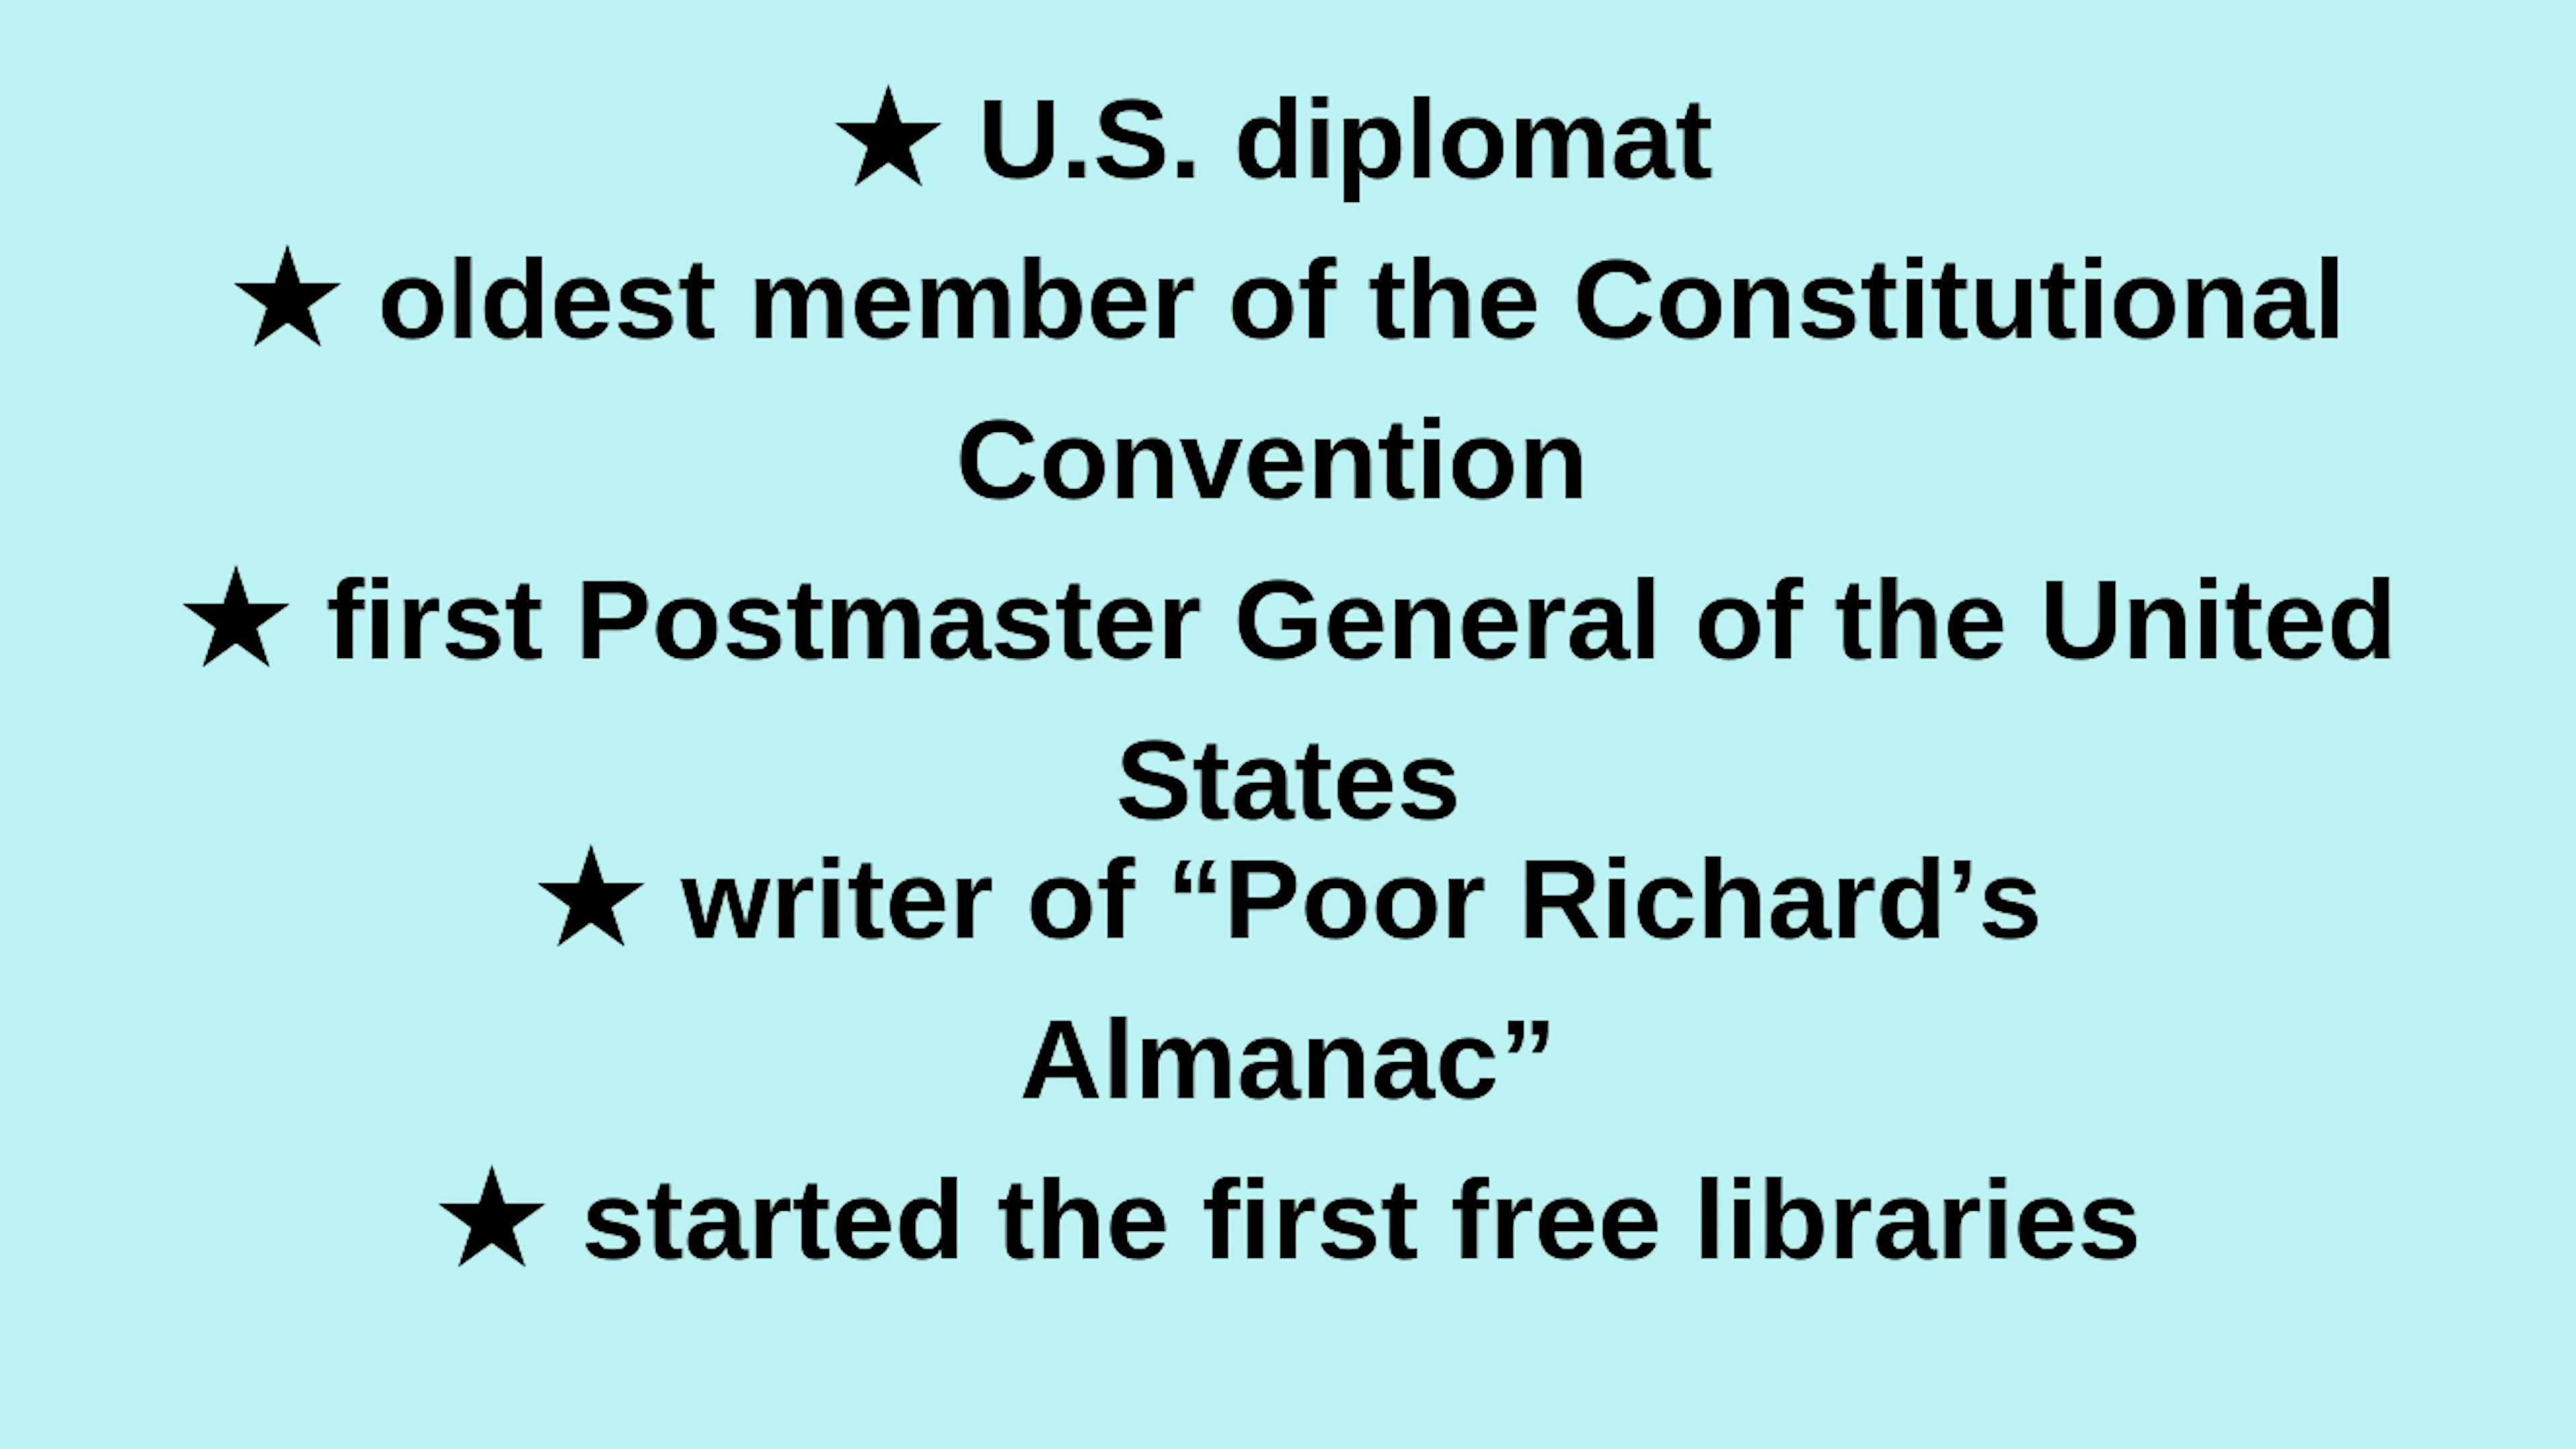 ★ U.S. diplomat
★ oldest member of the Constitutional
Convention
★ first Postmaster General of the United
States
★ writer of “Poor Richard’s
Almanac”
★ started the first free libraries